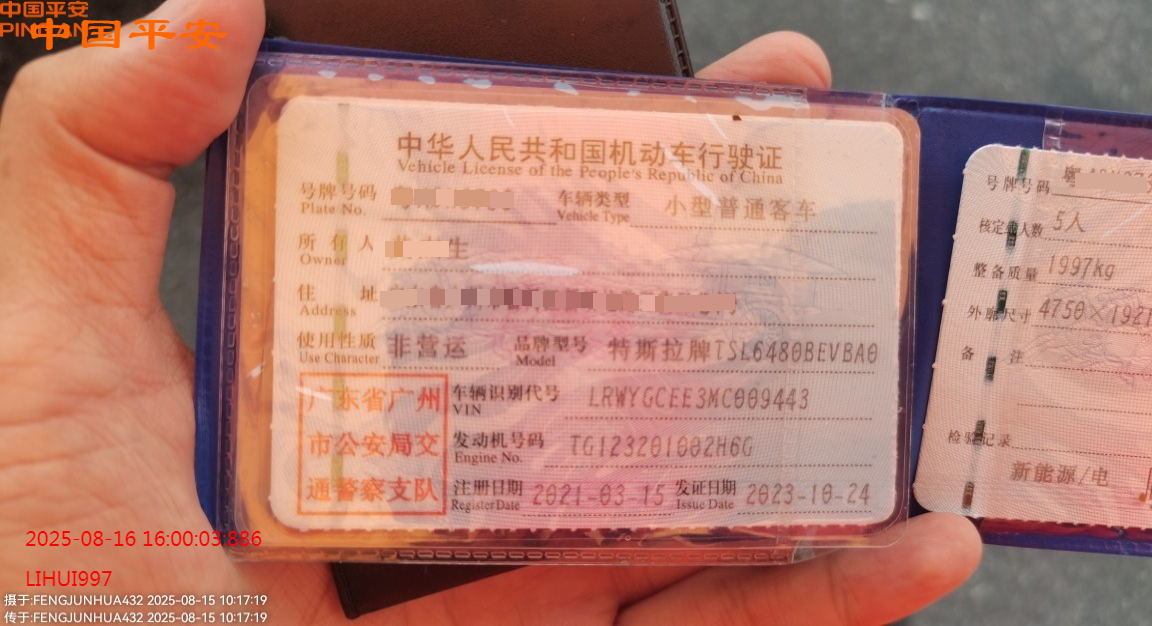 中国平安
PINGAN
中国平安
中华人民共和国机动车行驶证
Vehicle License of the People's Republic of China
号牌号码
Plate No.
车辆类型 小型普通客车
Vehicle Type
所有人 生
Owner
住址
Address
使用性质 非营运 品牌型号 特斯拉牌TSL6480BEVBA0
Use Character Model
广东省广州
市公安局交
通警察支队
车辆识别代号 LRWYGCEE3MC009443
VIN
发动机号码 TG123201002H6G
Engine No.
注册日期 2021-03-15 发证日期 2023-10-24
Register Date Issue Date
号牌号码 粤
核定载人数 5人
整备质量 1997kg
外廓尺寸 4750×1921
备注
检验记录
新能源/电
2025-08-16 16:00:03:886
LIHUI997
摄于:FENGJUNHUA432 2025-08-15 10:17:19
传于:FENGJUNHUA432 2025-08-15 10:17:19